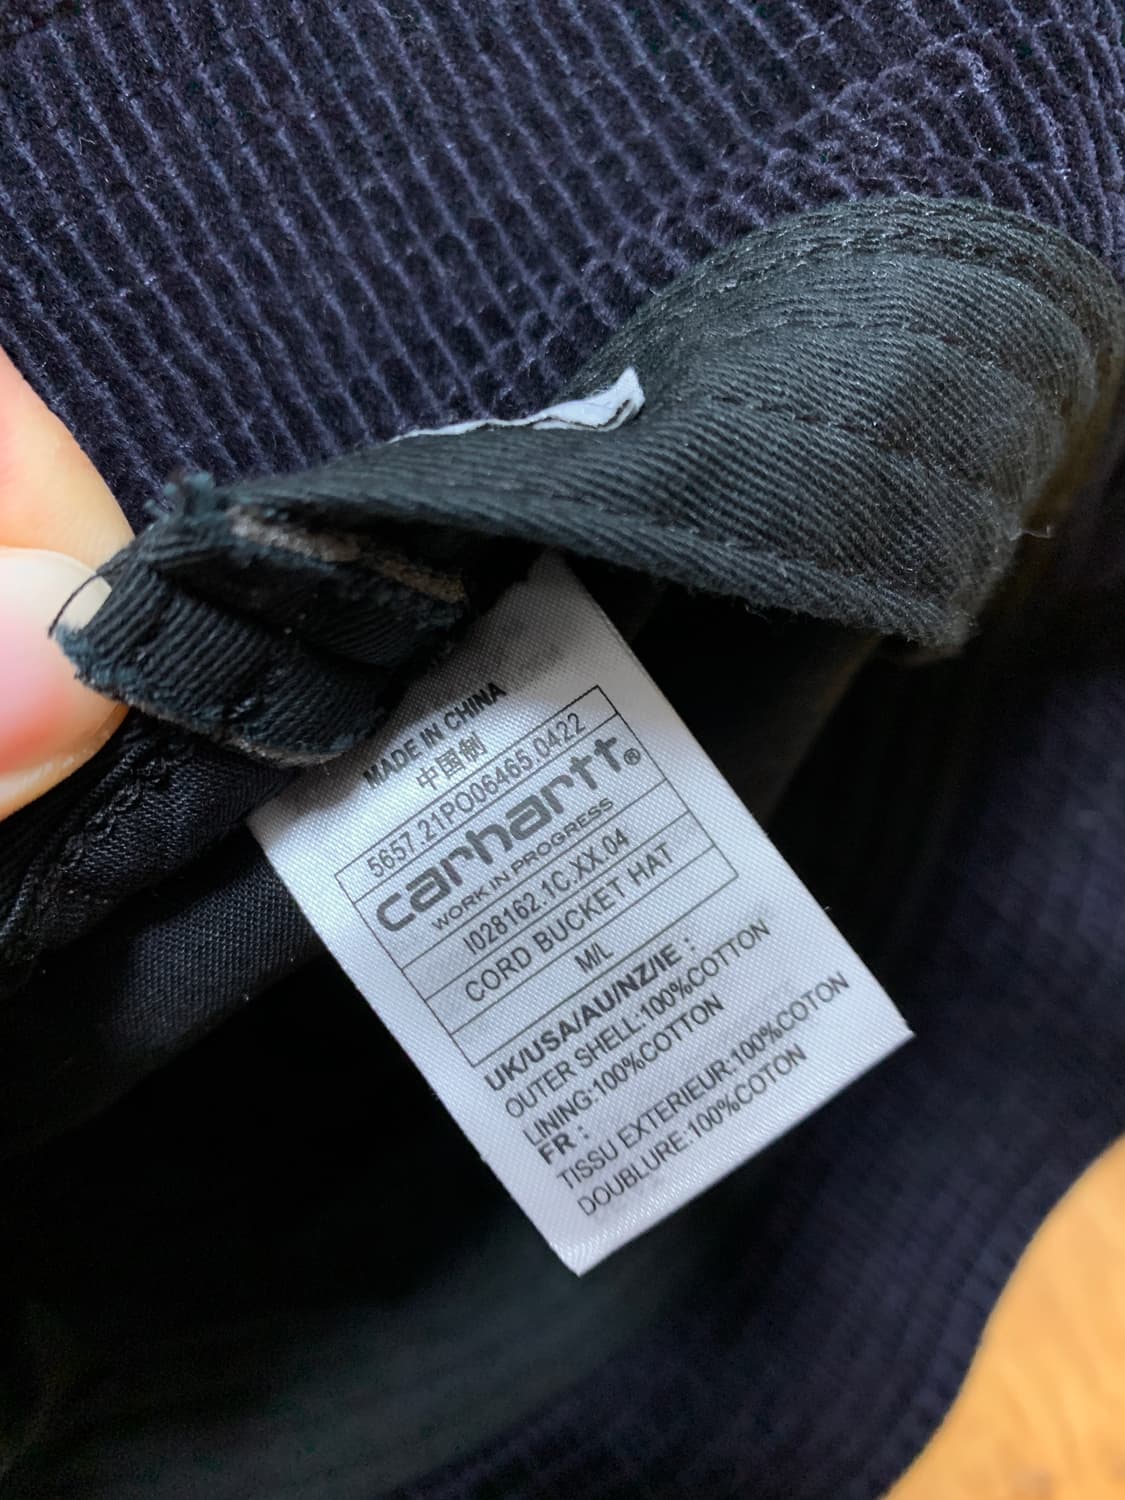 MADE IN CHINA
中国制
5657.21PO06465.0422
carhartt®
WORK IN PROGRESS
I028162.1C.XX.04
CORD BUCKET HAT
M/L
UK/USA/AU/NZ/IE :
OUTER SHELL:100%COTTON
LINING:100%COTTON
FR :
TISSU EXTERIEUR:100%COTON
DOUBLURE:100%COTON